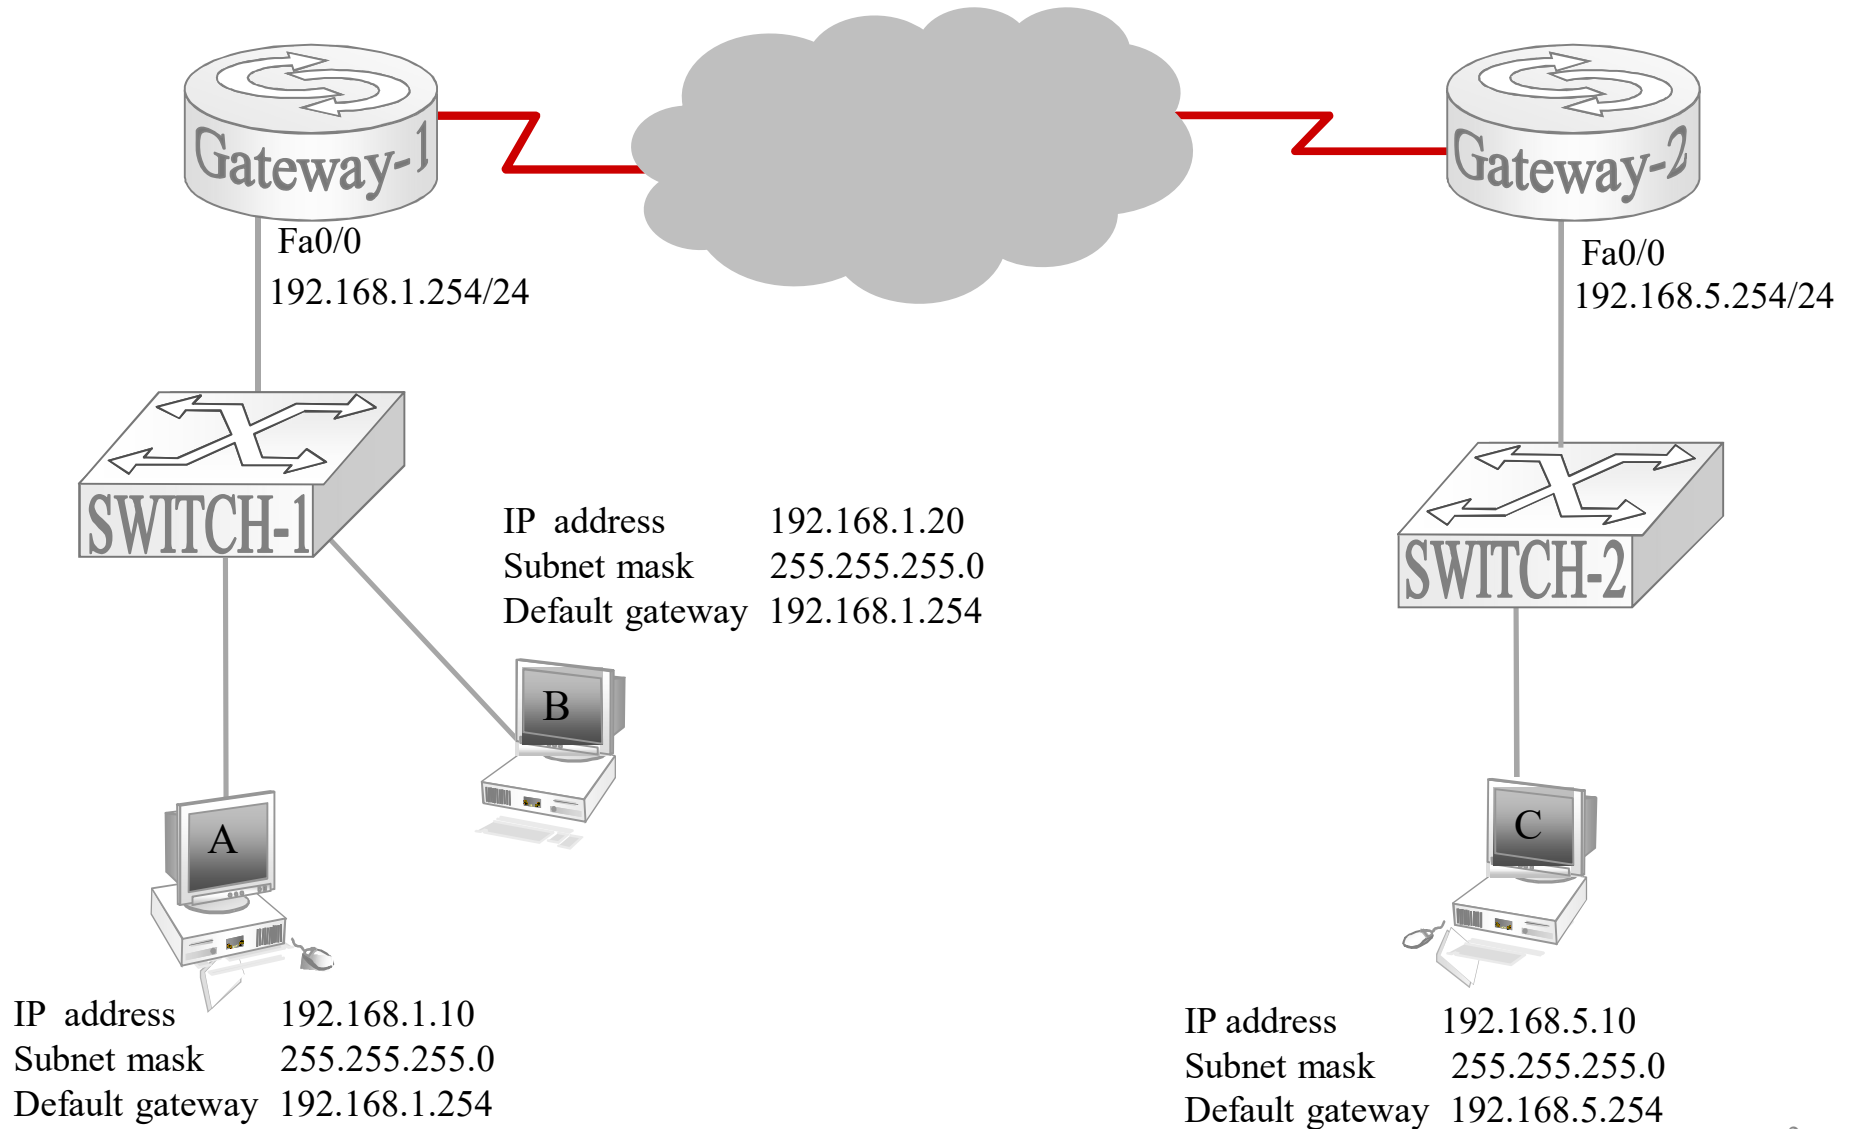 Gateway-1
Gateway-2
Fa0/0
192.168.1.254/24
Fa0/0
192.168.5.254/24
SWITCH-1
SWITCH-2
IP address 192.168.1.20
Subnet mask 255.255.255.0
Default gateway 192.168.1.254
B
A
C
IP address 192.168.1.10
Subnet mask 255.255.255.0
Default gateway 192.168.1.254
IP address 192.168.5.10
Subnet mask 255.255.255.0
Default gateway 192.168.5.254